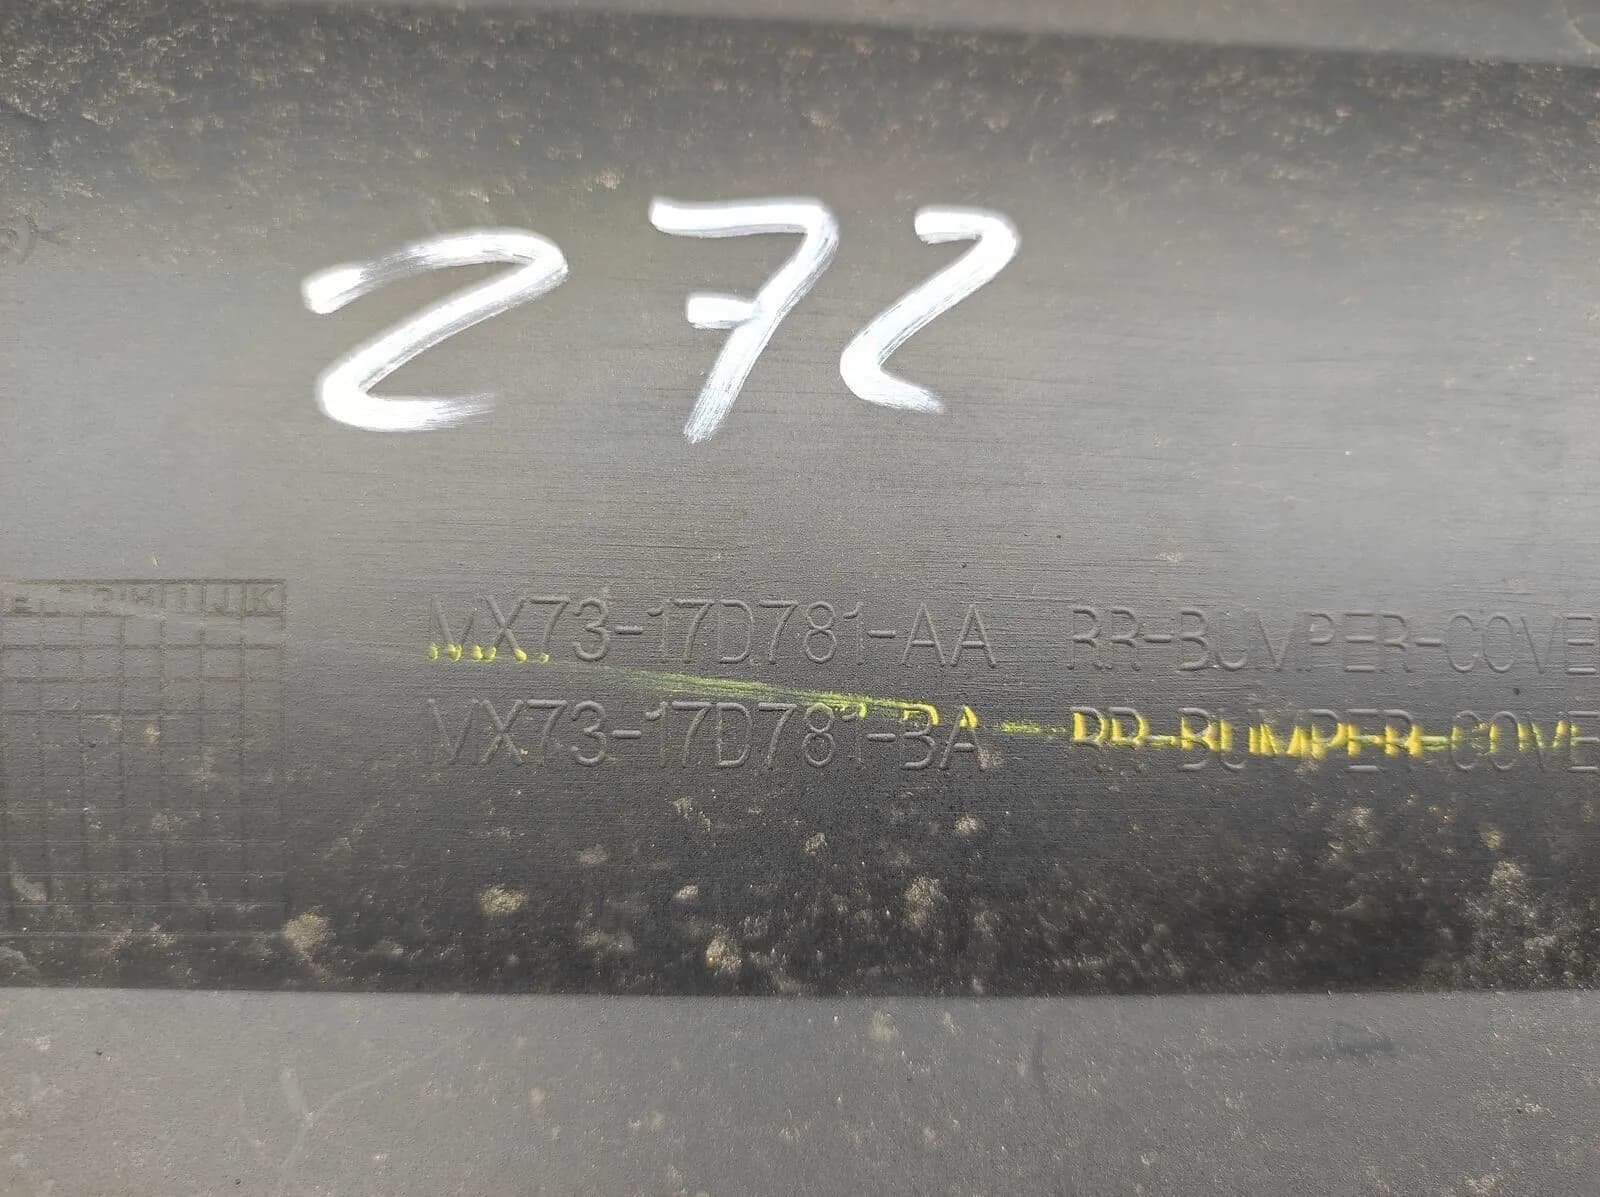 272
MX73-17D781-AA RR-BUMPER-COVE
MX73-17D781-BA RR-BUMPER-COVE